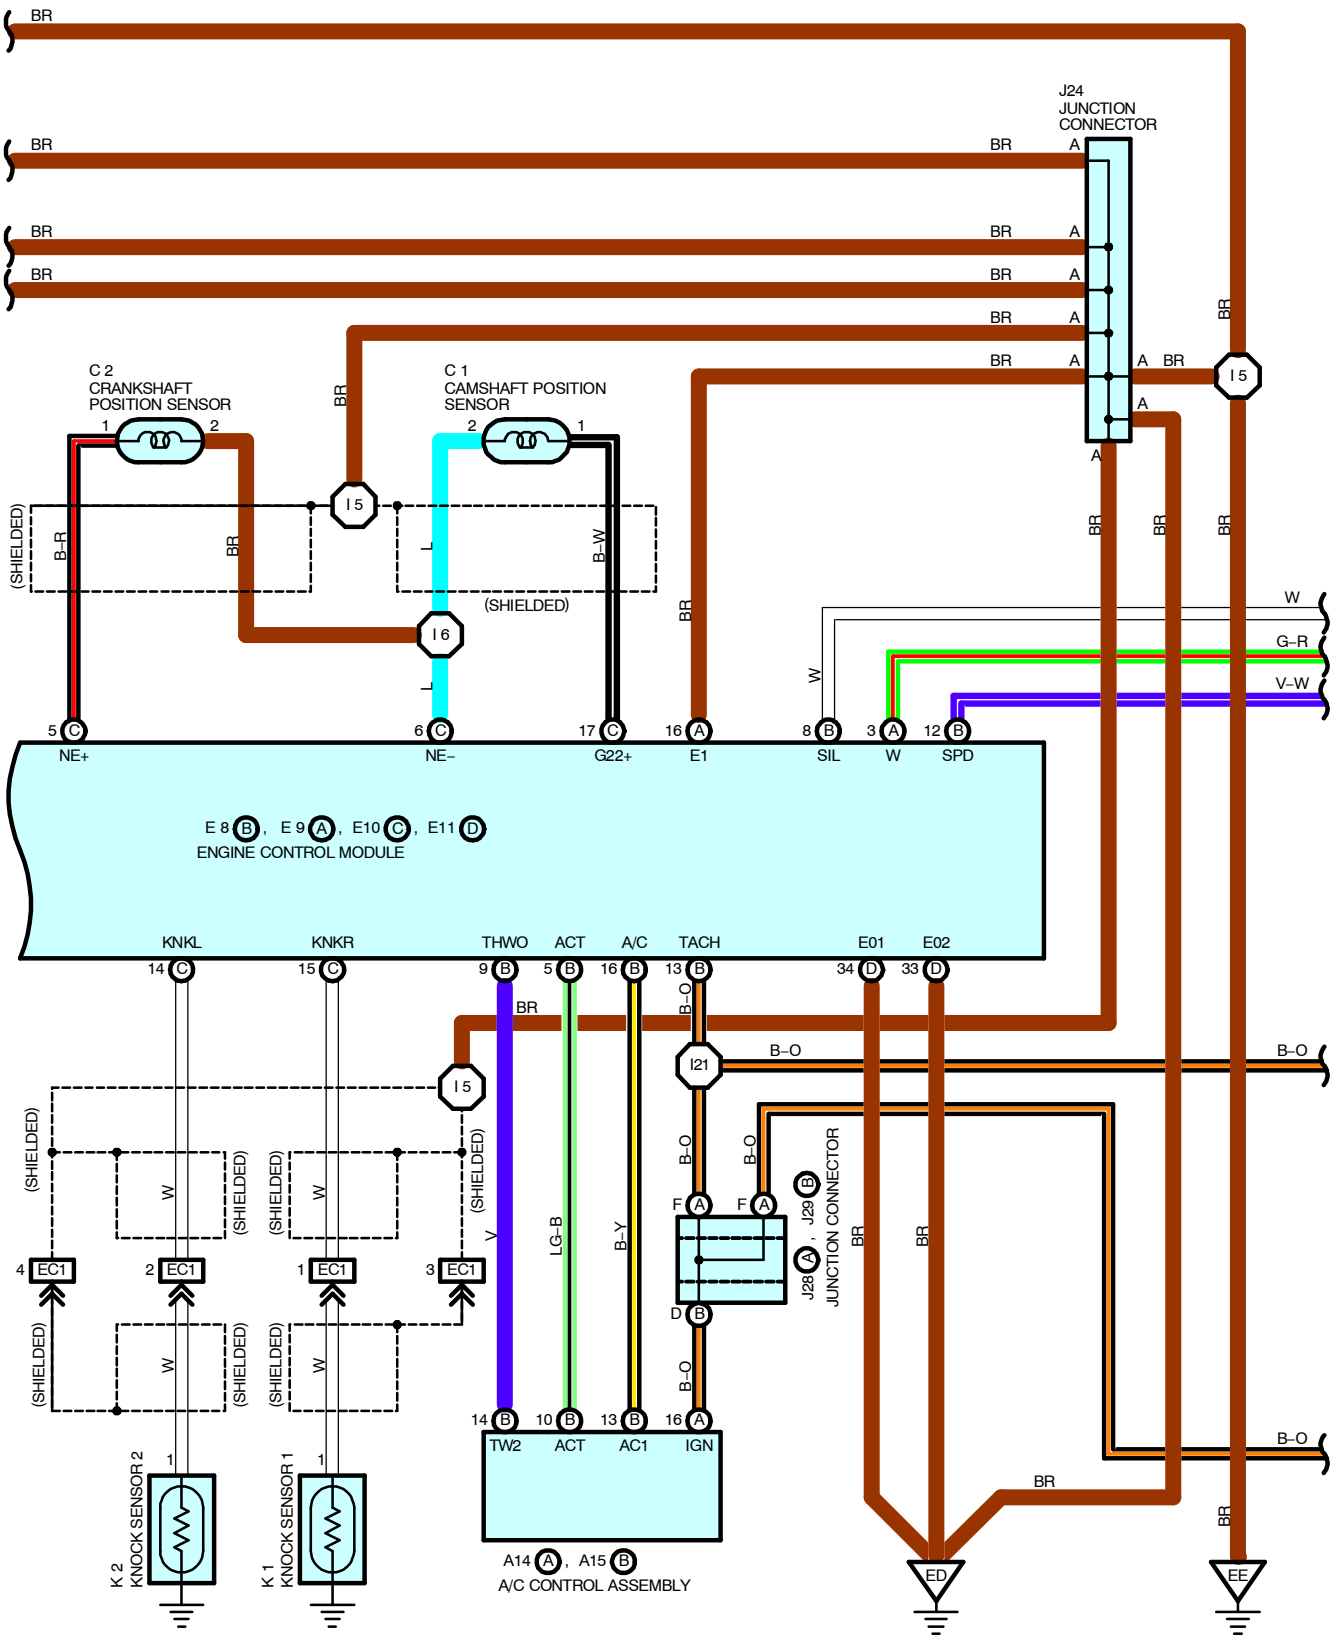 BR
J24
JUNCTION
CONNECTOR
BR BR A
BR BR A
BR BR A
BR A
BR
BR A A BR
I 5
C 2
CRANKSHAFT
POSITION SENSOR
C 1
CAMSHAFT POSITION
SENSOR
BR
A
1 2 2 1
A
I 5
(SHIELDED)
B–R
BR
L
B–W
BR
BR
BR
(SHIELDED)
BR
W
I 6
G–R
L
W
V–W
5 C
6 C
17 C
16 A
8 B
3 A
12 B
NE+
NE–
G22+
E1
SIL
W
SPD
E 8 B , E 9 A , E10 C , E11 D
ENGINE CONTROL MODULE
KNKL
KNKR
THWO
ACT
A/C
TACH
E01
E02
14 C
15 C
9 B
5 B
16 B
13 B
34 D
33 D
BR
B–O
I21
B–O
B–O
I 5
(SHIELDED)
(SHIELDED)
(SHIELDED)
(SHIELDED)
W
W
B–O
B–O
F A
F A
V
LG–B
B–Y
J28 A , J29 B
JUNCTION CONNECTOR
BR
BR
4 EC1
2 EC1
1 EC1
3 EC1
D B
(SHIELDED)
W
(SHIELDED)
(SHIELDED)
W
B–O
14 B
10 B
13 B
16 A
TW2
ACT
AC1
IGN
B–O
1
1
BR
BR
K 2
KNOCK SENSOR 2
K 1
KNOCK SENSOR 1
A14 A , A15 B
A/C CONTROL ASSEMBLY
ED
EE